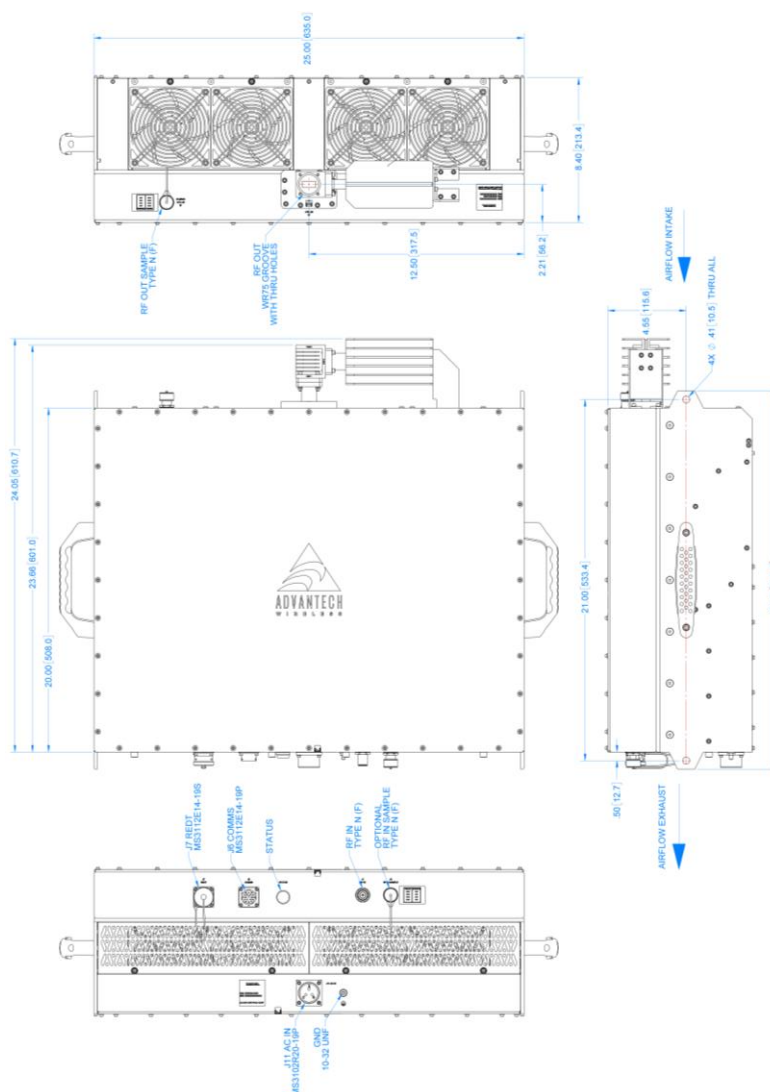 25.00 [635.0]
8.40 [213.4]
12.50 [317.5]
2.21 [56.2]
RF OUT SAMPLE
TYPE N (F)
RF OUT
WR75 GROOVE
WITH THRU HOLES
24.05 [610.7]
23.66 [601.0]
20.00 [508.0]
ADVANTECH
WIRELESS
AIRFLOW INTAKE
4.55 [115.6]
4X ⌀ .41 [10.5] THRU ALL
21.00 [533.4]
.50 [12.7]
AIRFLOW EXHAUST
J7 REDT
MS3112E14-19S
J6 COMMS
MS3112E14-19P
STATUS
RF IN
TYPE N (F)
OPTIONAL
RF IN SAMPLE
TYPE N (F)
J11 AC IN
MS3102R20-19P
GND
10-32 UNF